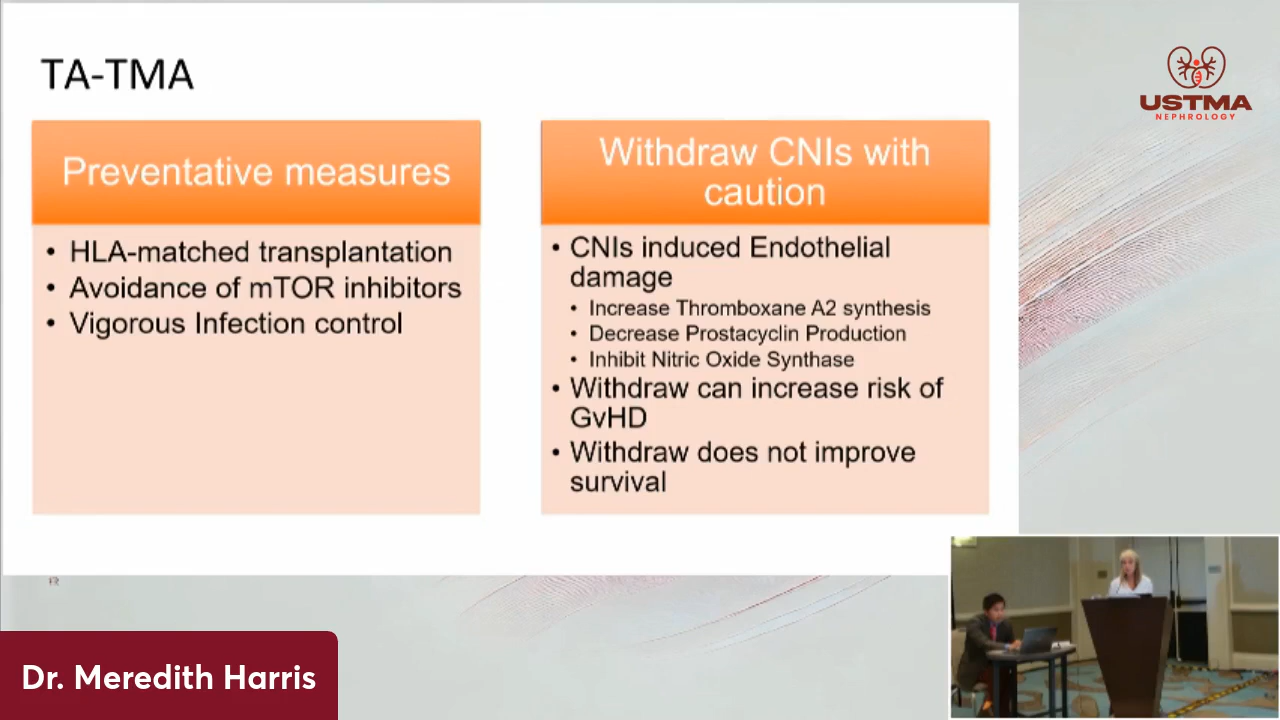 TA-TMA
Preventative measures
• HLA-matched transplantation
• Avoidance of mTOR inhibitors
• Vigorous Infection control
Withdraw CNIs with
caution
• CNIs induced Endothelial
damage
• Increase Thromboxane A2 synthesis
• Decrease Prostacyclin Production
• Inhibit Nitric Oxide Synthase
• Withdraw can increase risk of
GvHD
• Withdraw does not improve
survival
USTMA
NEPHROLOGY
Dr. Meredith Harris